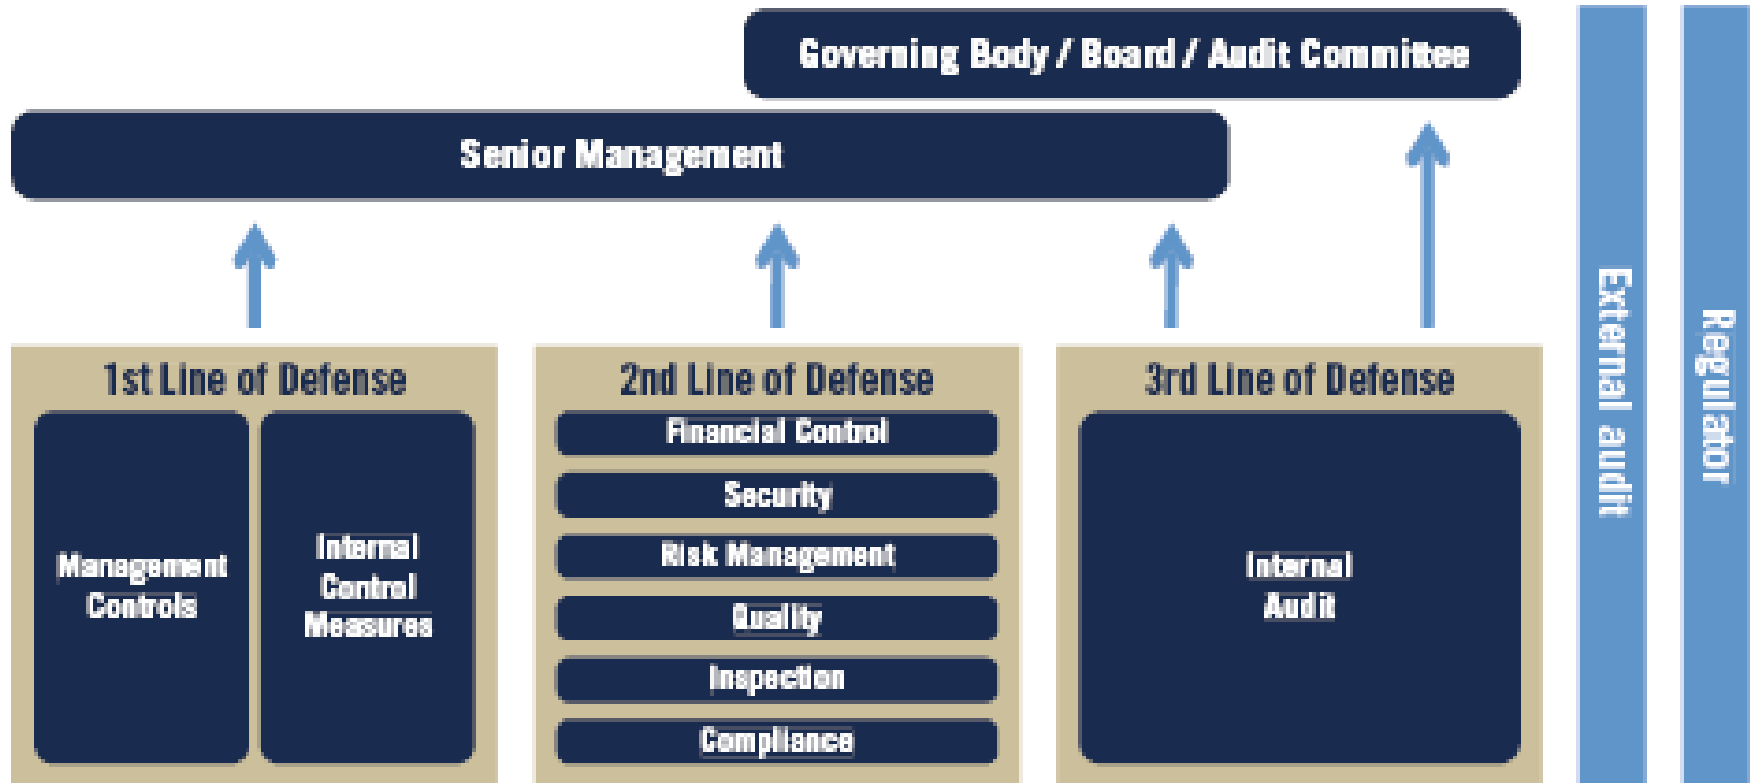 Governing Body / Board / Audit Committee
Senior Management
1st Line of Defense
Management
Controls
Internal
Control
Measures
2nd Line of Defense
Financial Control
Security
Risk Management
Quality
Inspection
Compliance
3rd Line of Defense
Internal
Audit
External audit
Regulator